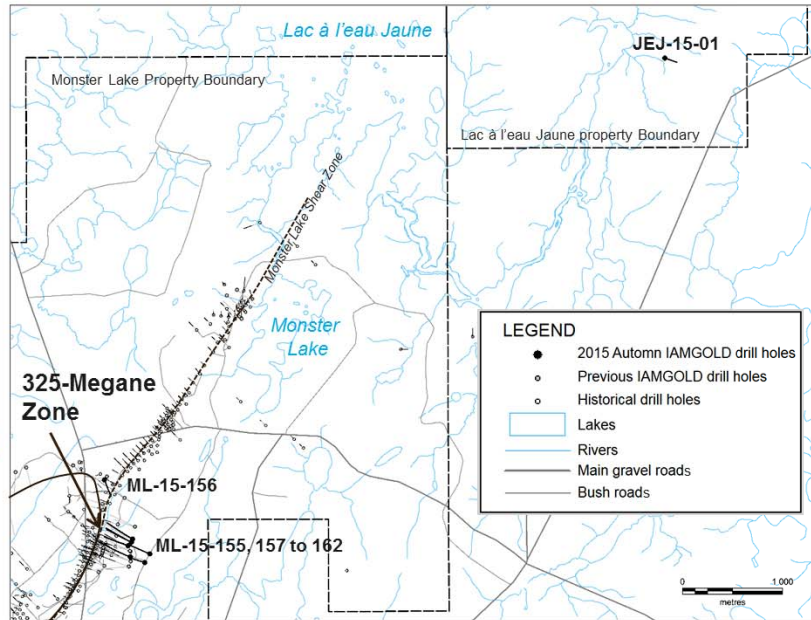 Lac à l'eau Jaune
JEJ-15-01
Monster Lake Property Boundary
Lac à l'eau Jaune property Boundary
Monster Lake Shear Zone
Monster
Lake
LEGEND
2015 Automn IAMGOLD drill holes
Previous IAMGOLD drill holes
Historical drill holes
Lakes
Rivers
Main gravel roads
Bush roads
325-Megane
Zone
ML-15-156
ML-15-155, 157 to 162
0 1 000
metres